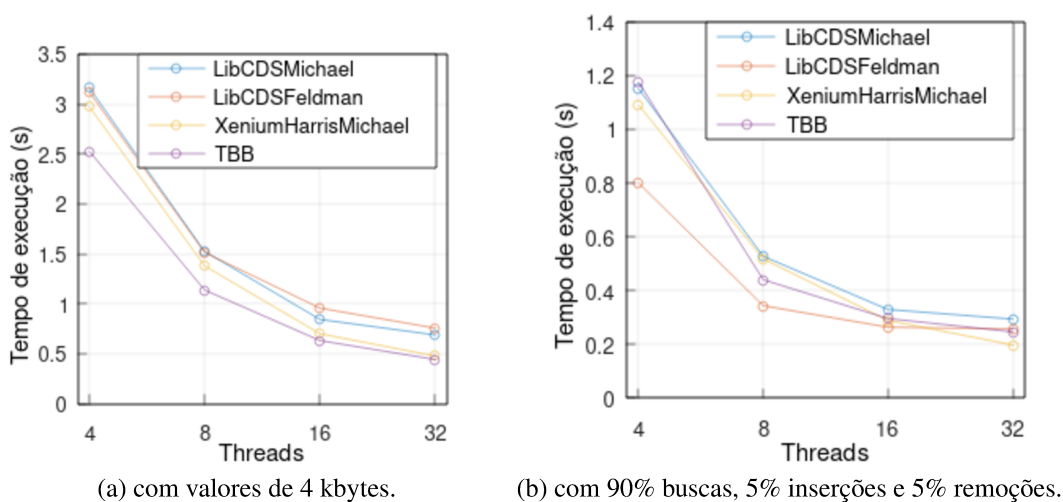 Tempo de execução (s)
3.5
3
2.5
2
1.5
1
0.5
0
LibCDSMichael
LibCDSFeldman
XeniumHarrisMichael
TBB
4
8
16
32
Threads
(a) com valores de 4 kbytes.
Tempo de execução (s)
1.4
1.2
1
0.8
0.6
0.4
0.2
0
LibCDSMichael
LibCDSFeldman
XeniumHarrisMichael
TBB
4
8
16
32
Threads
(b) com 90% buscas, 5% inserções e 5% remoções.